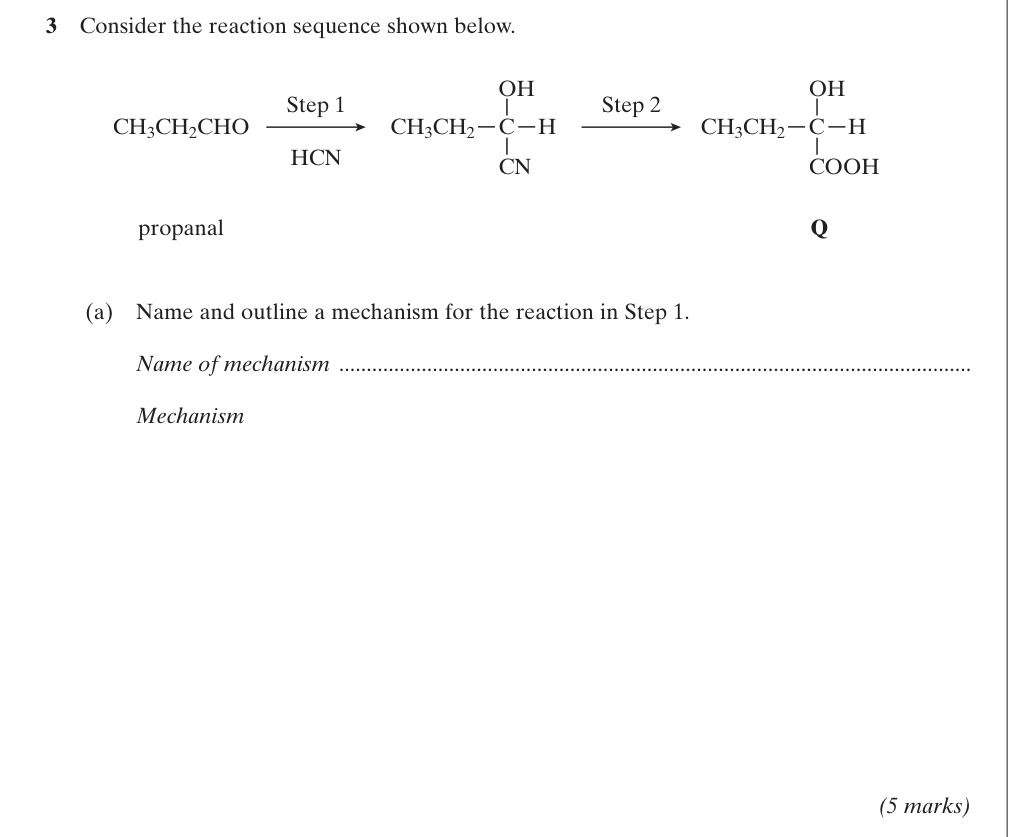 3 Consider the reaction sequence shown below.
OH OH
Step 1 Step 2
CH₃CH₂CHO CH₃CH₂—C—H CH₃CH₂—C—H
HCN
CN COOH
propanal Q
(a) Name and outline a mechanism for the reaction in Step 1.
Name of mechanism ....................................................................................................................
Mechanism
(5 marks)